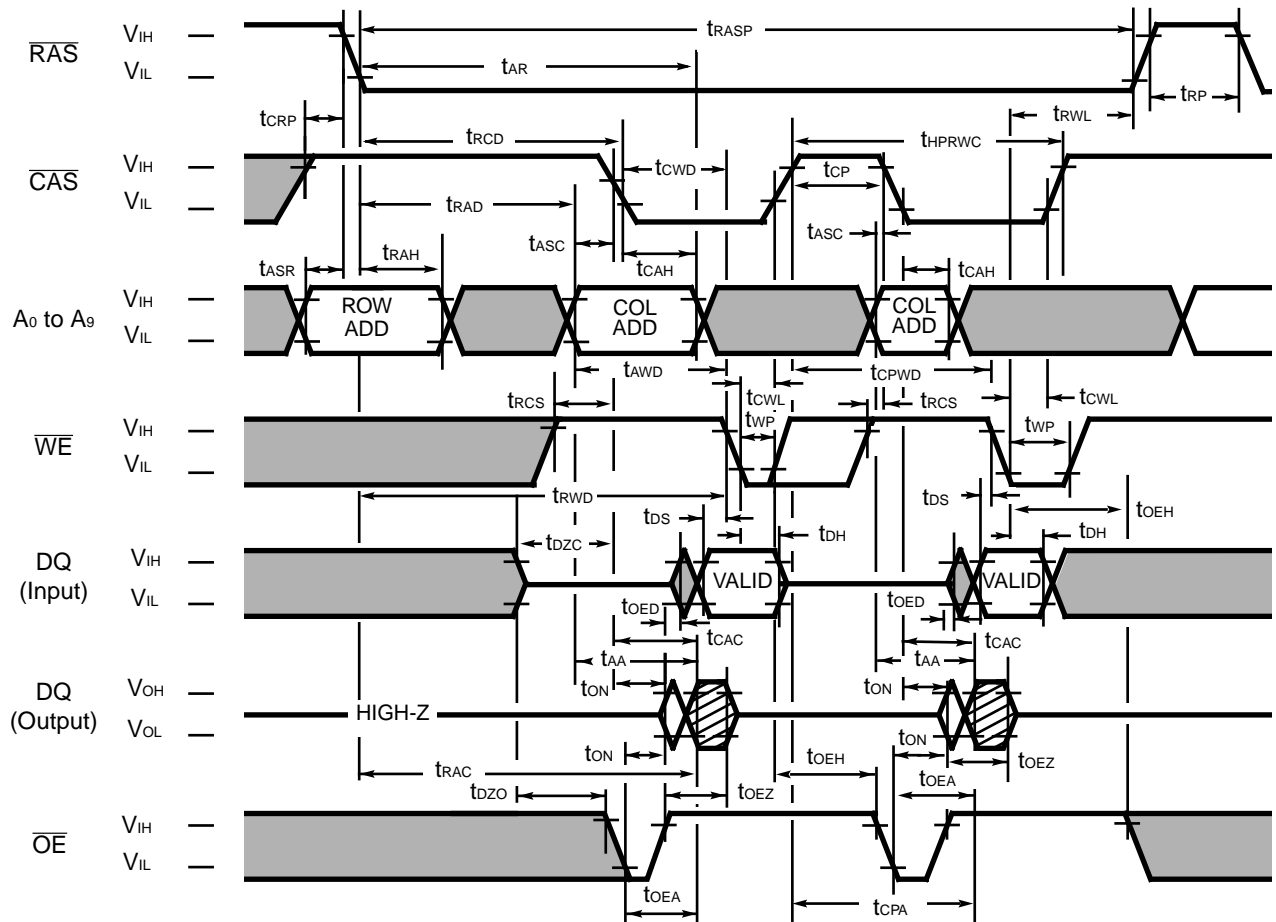 tRASP
VIH
RAS
VIL
tAR
tCRP
tRP
tRWL
tRCD
tHPRWC
VIH
CAS
VIL
tCWD
tCP
tRAD
tASC
tASC
tASR
tRAH
tCAH
tCAH
VIH
A0 to A9
VIL
ROW
ADD
COL
ADD
COL
ADD
tAWD
tCPWD
tRCS
tCWL
tRCS
tCWL
VIH
WE
VIL
tWP
tWP
tRWD
tDS
tDS
tOEH
tDZC
tDH
tDH
VIH
DQ
(Input)
VIL
VALID
VALID
tOED
tOED
tCAC
tCAC
tAA
tAA
tON
tON
VOH
DQ
(Output)
VOL
HIGH-Z
tON
tON
tRAC
tOEH
tOEZ
tDZO
tOEZ
tOEA
VIH
OE
VIL
tOEA
tCPA